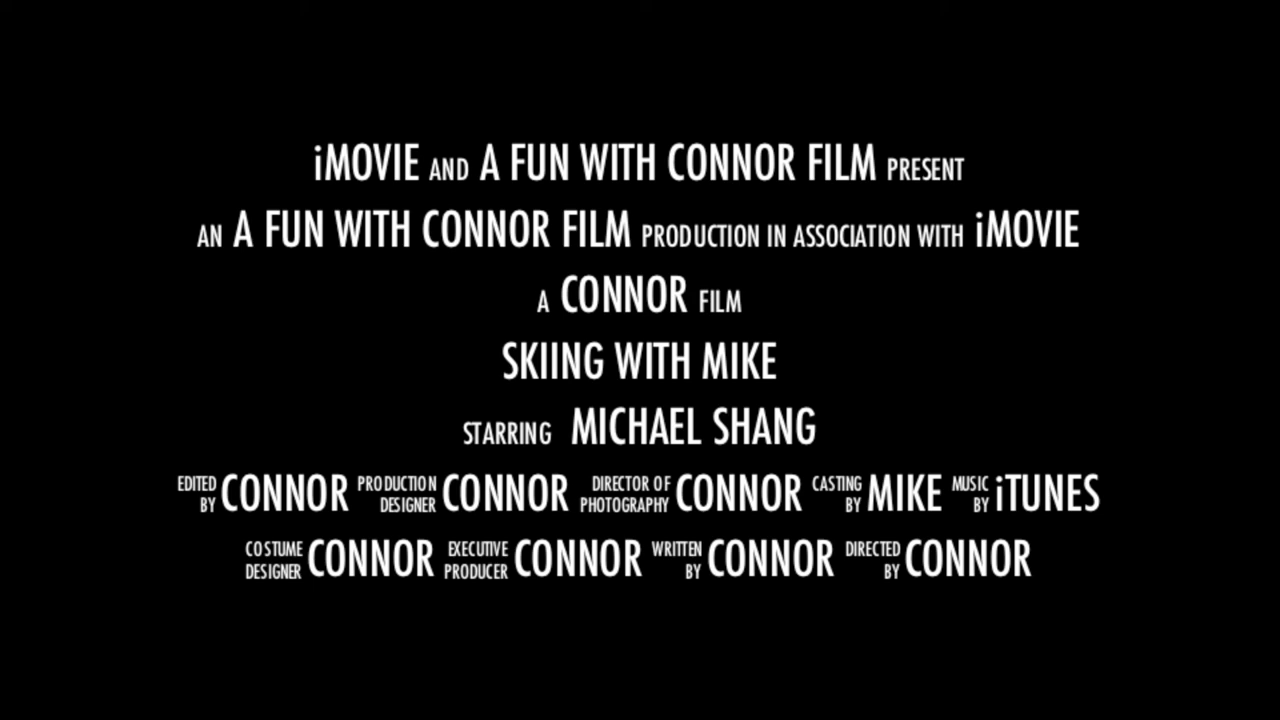 iMOVIE AND A FUN WITH CONNOR FILM PRESENT
AN A FUN WITH CONNOR FILM PRODUCTION IN ASSOCIATION WITH iMOVIE
A CONNOR FILM
SKIING WITH MIKE
STARRING MICHAEL SHANG
EDITED BY CONNOR PRODUCTION DESIGNER CONNOR DIRECTOR OF PHOTOGRAPHY CONNOR CASTING BY MIKE MUSIC BY iTUNES
COSTUME DESIGNER CONNOR EXECUTIVE PRODUCER CONNOR WRITTEN BY CONNOR DIRECTED BY CONNOR